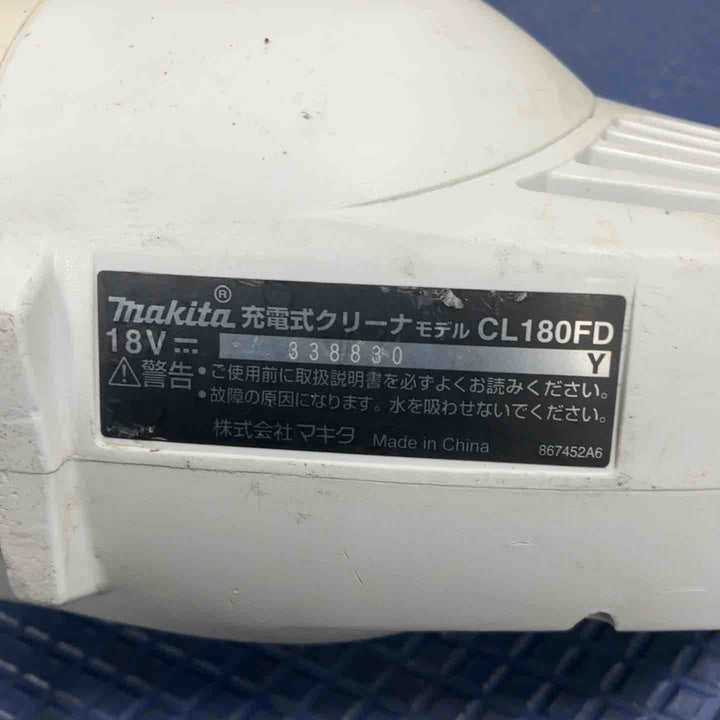 makita® 充電式クリーナ モデル CL180FD
18V⎓ 338830 Y
⚠警告 ・ご使用前に取扱説明書を必ずよくお読みください。
・故障の原因になります。水を吸わせないでください。
株式会社 マキタ Made in China 867452A6